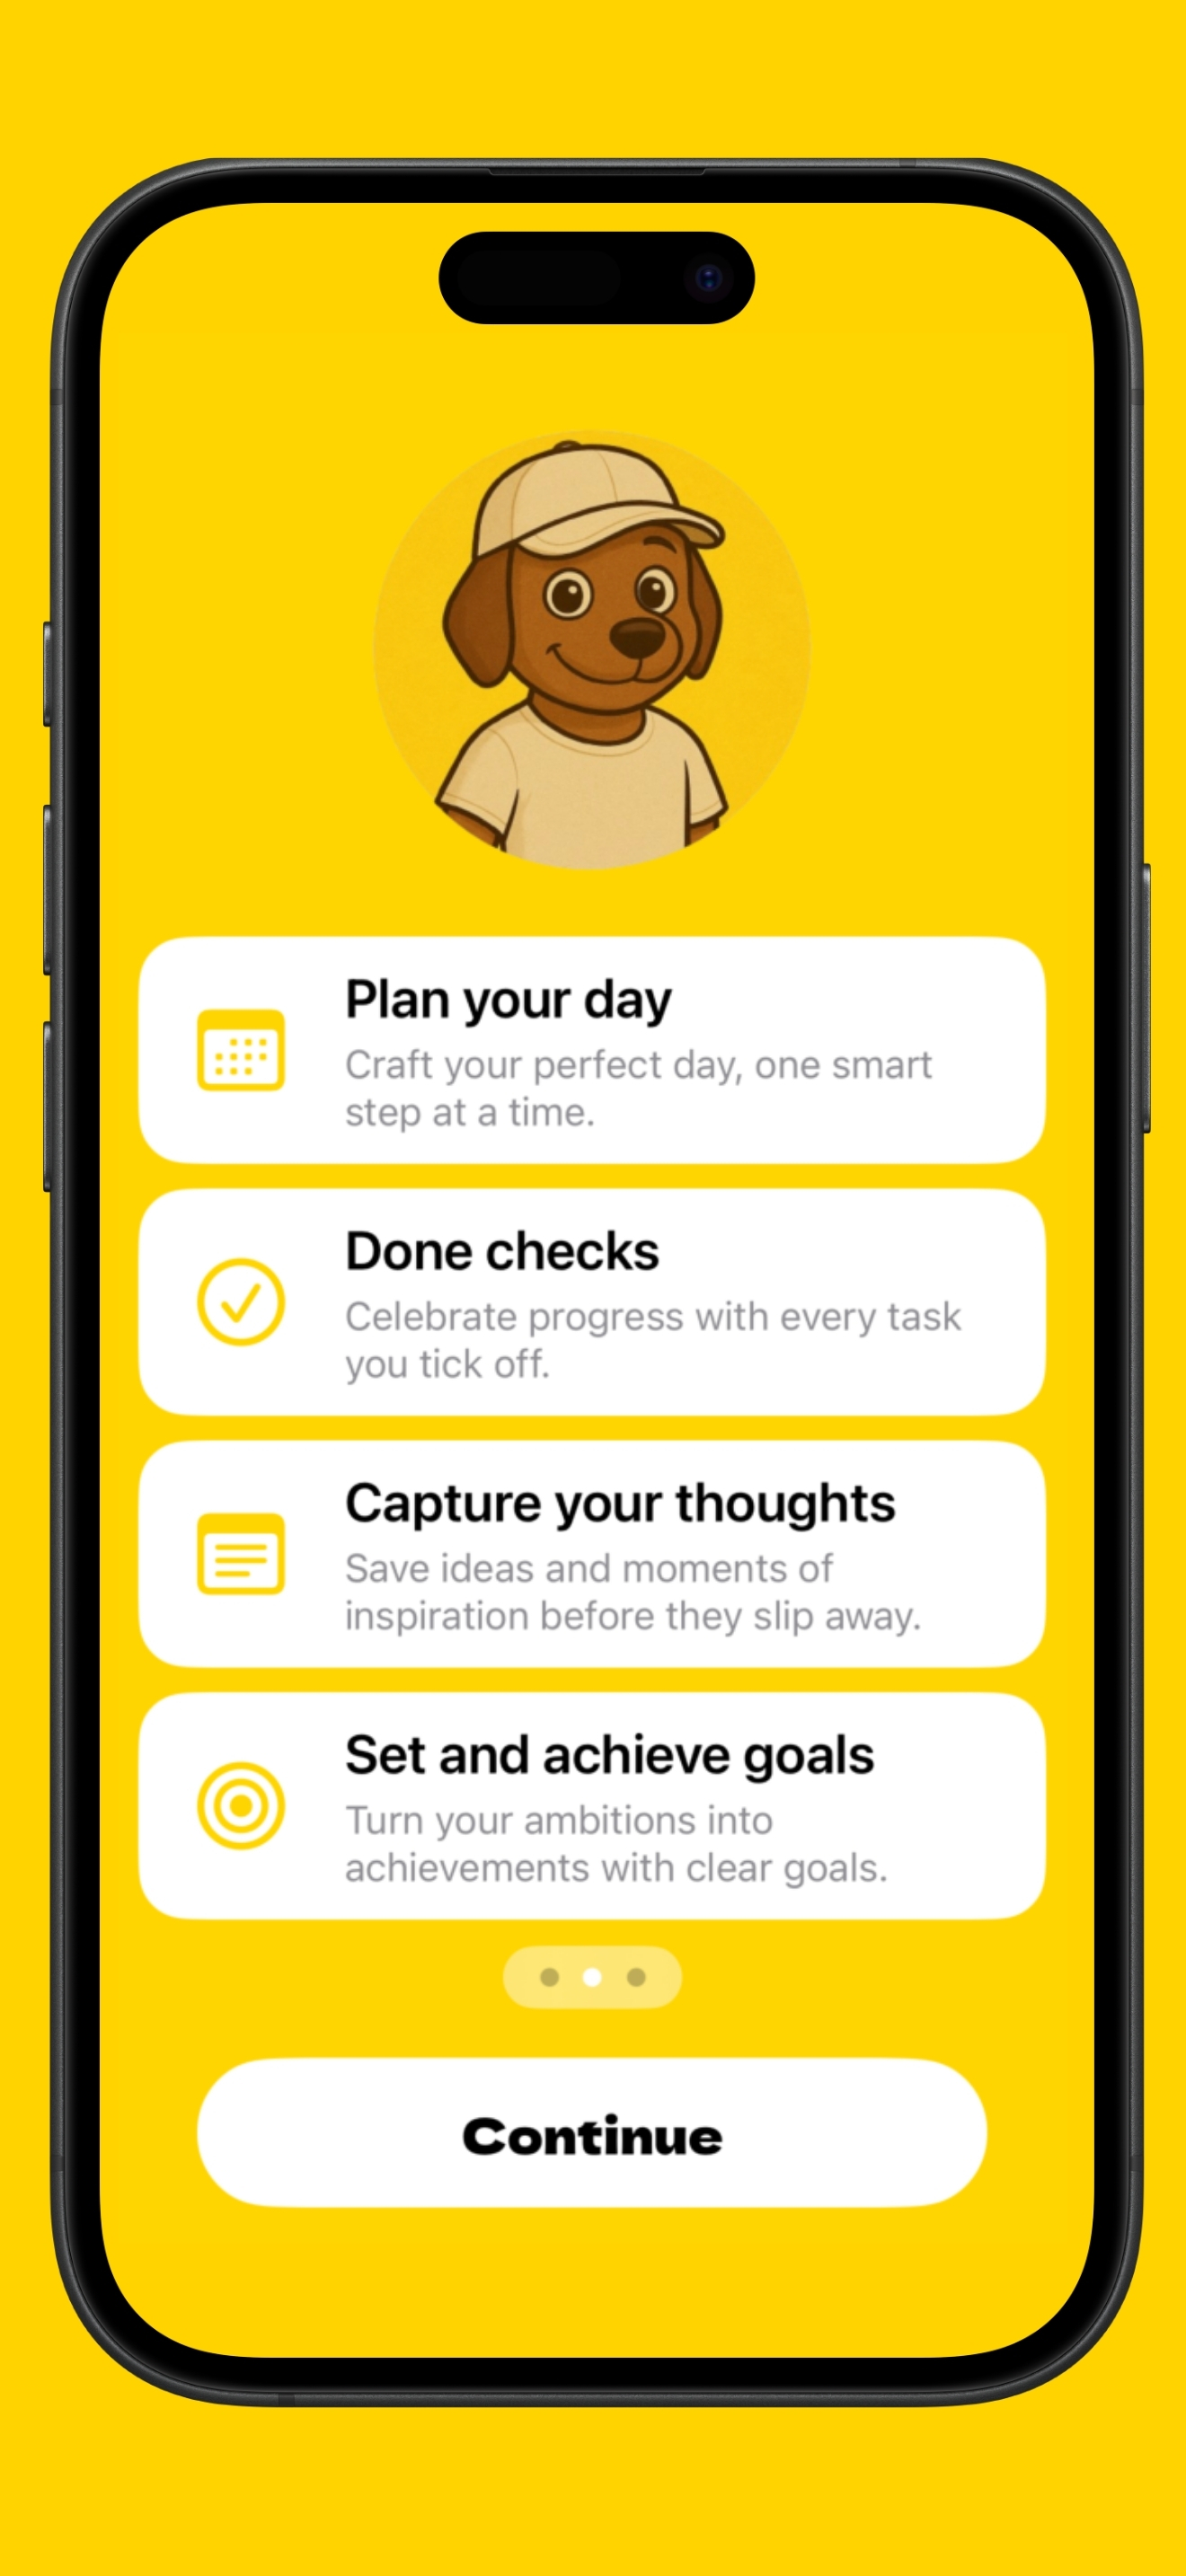 Plan your day
Craft your perfect day, one smart
step at a time.
Done checks
Celebrate progress with every task
you tick off.
Capture your thoughts
Save ideas and moments of
inspiration before they slip away.
Set and achieve goals
Turn your ambitions into
achievements with clear goals.
Continue